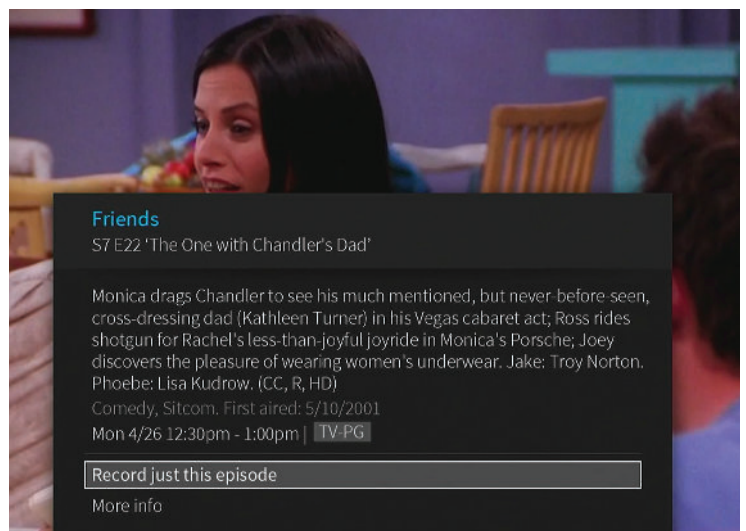 Friends
S7 E22 'The One with Chandler's Dad'
Monica drags Chandler to see his much mentioned, but never-before-seen,
cross-dressing dad (Kathleen Turner) in his Vegas cabaret act; Ross rides
shotgun for Rachel's less-than-joyful joyride in Monica's Porsche; Joey
discovers the pleasure of wearing women's underwear. Jake: Troy Norton.
Phoebe: Lisa Kudrow. (CC, R, HD)
Comedy, Sitcom. First aired: 5/10/2001
Mon 4/26 12:30pm - 1:00pm | TV-PG
Record just this episode
More info